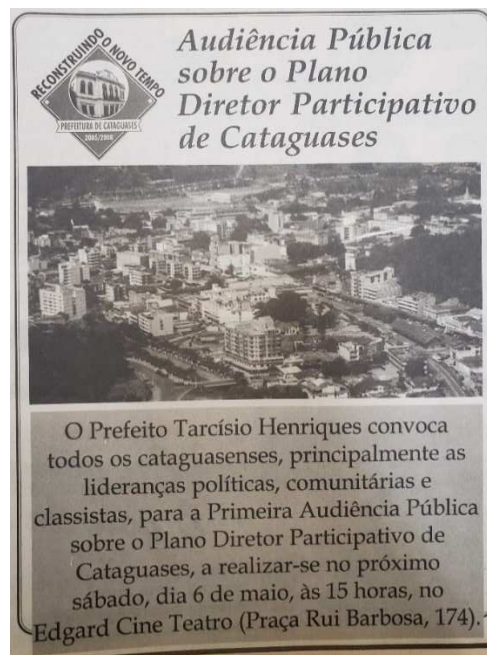 RECONSTRUINDO O NOVO TEMPO
PREFEITURA DE CATAGUASES
2005/2008
Audiência Pública
sobre o Plano
Diretor Participativo
de Cataguases
O Prefeito Tarcísio Henriques convoca
todos os cataguasenses, principalmente as
lideranças políticas, comunitárias e
classistas, para a Primeira Audiência Pública
sobre o Plano Diretor Participativo de
Cataguases, a realizar-se no próximo
sábado, dia 6 de maio, às 15 horas, no
Edgard Cine Teatro (Praça Rui Barbosa, 174).